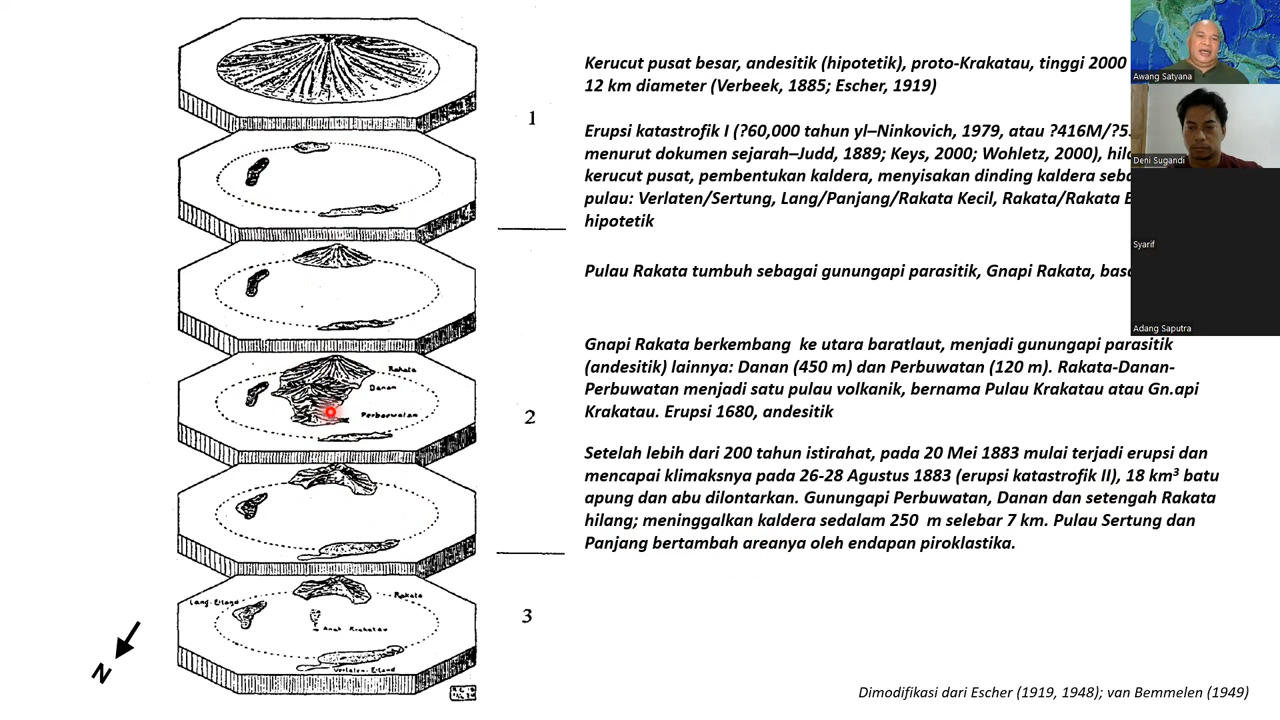 Kerucut pusat besar, andesitik (hipotetik), proto-Krakatau, tinggi 2000
12 km diameter (Verbeek, 1885; Escher, 1919)
1
Erupsi katastrofik I (?60,000 tahun yl–Ninkovich, 1979, atau ?416M/?5
menurut dokumen sejarah–Judd, 1889; Keys, 2000; Wohletz, 2000),
kerucut pusat, pembentukan kaldera, menyisakan dinding kaldera
pulau: Verlaten/Sertung, Lang/Panjang/Rakata Kecil, Rakata/Rakata
hipotetik
Pulau Rakata tumbuh sebagai gunungapi parasitik, Gnapi Rakata,
Gnapi Rakata berkembang ke utara baratlaut, menjadi gunungapi parasitik
(andesitik) lainnya: Danan (450 m) dan Perbuwatan (120 m). Rakata-Danan-
Perbuwatan menjadi satu pulau volkanik, bernama Pulau Krakatau atau Gn.api
Krakatau. Erupsi 1680, andesitik
Rakata
Danan
Perboewatan
2
Setelah lebih dari 200 tahun istirahat, pada 20 Mei 1883 mulai terjadi erupsi dan
mencapai klimaksnya pada 26-28 Agustus 1883 (erupsi katastrofik II), 18 km³ batu
apung dan abu dilontarkan. Gunungapi Perbuwatan, Danan dan setengah Rakata
hilang; meninggalkan kaldera sedalam 250 m selebar 7 km. Pulau Sertung dan
Panjang bertambah areanya oleh endapan piroklastika.
Lang-Eiland
Rakata
Anak Krakatau
Verlaten-Eiland
3
N
Dimodifikasi dari Escher (1919, 1948); van Bemmelen (1949)
Awang Satyana
Deni Sugandi
Syarif
Adang Saputra